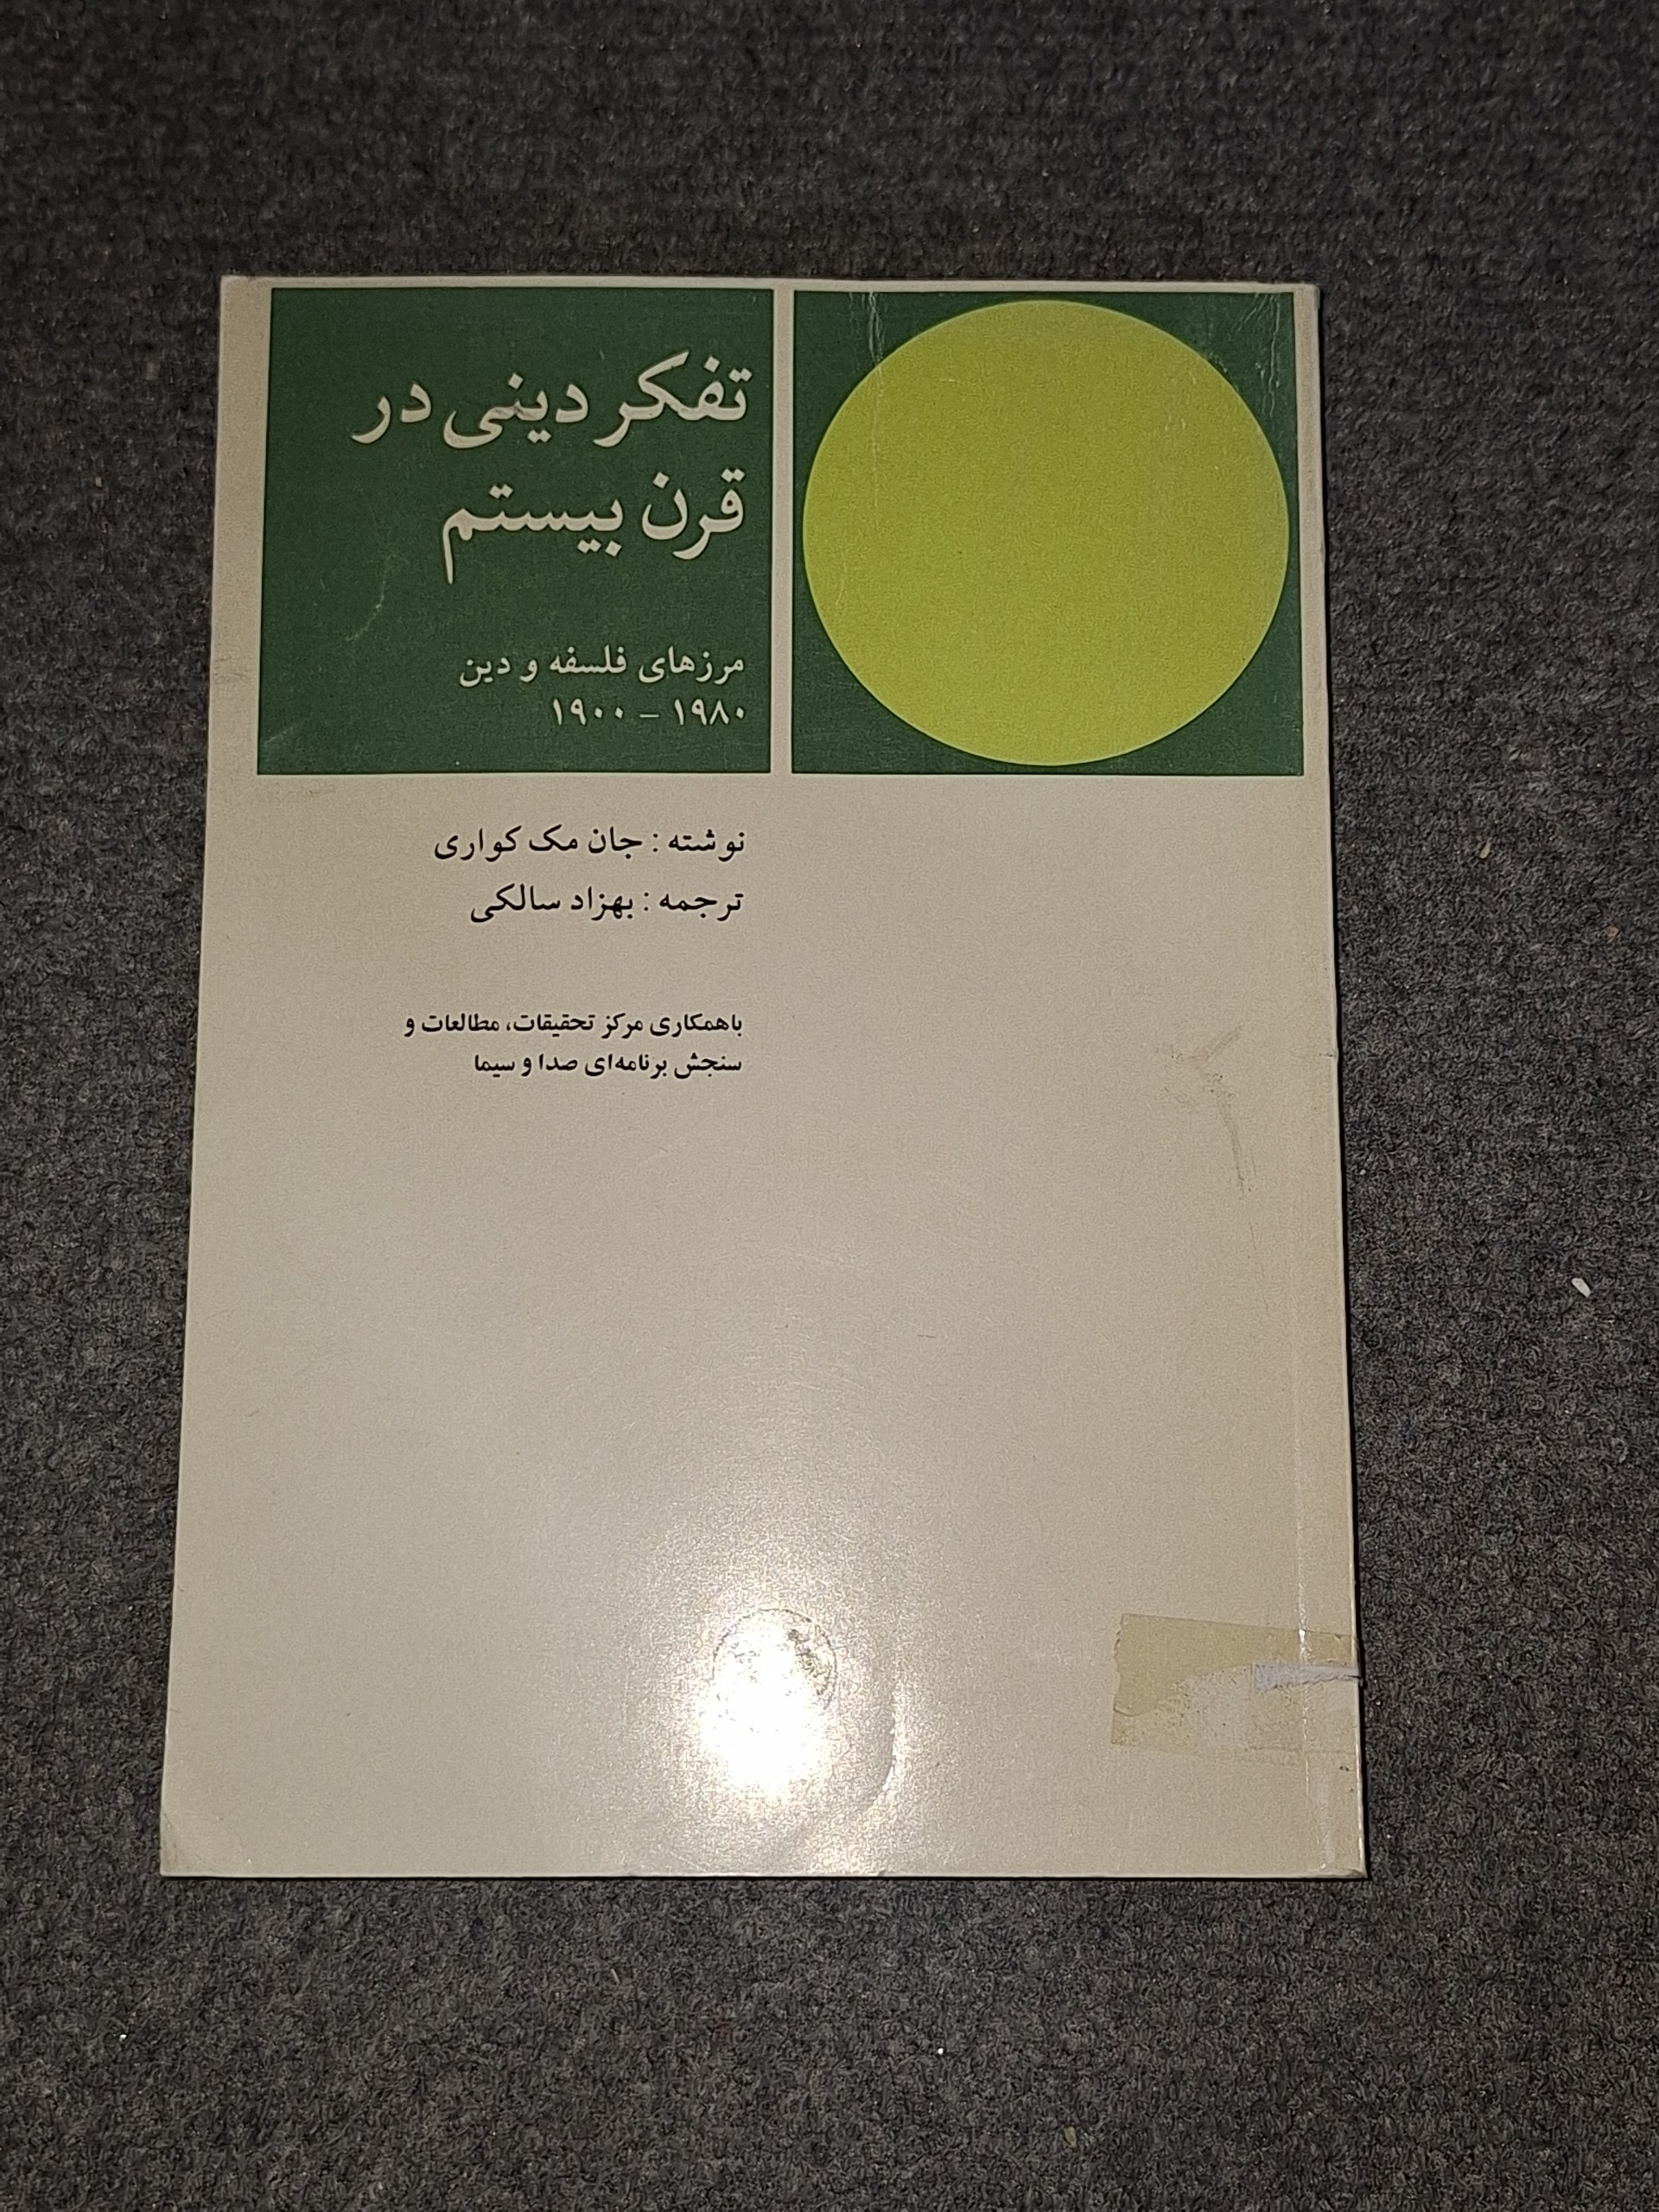 تفکر دینی در
قرن بیستم
مرزهای فلسفه و دین
۱۹۰۰ – ۱۹۸۰
نوشته : جان مک کواری
ترجمه : بهزاد سالکی
باهمکاری مرکز تحقیقات، مطالعات و
سنجش برنامه‌ای صدا و سیما